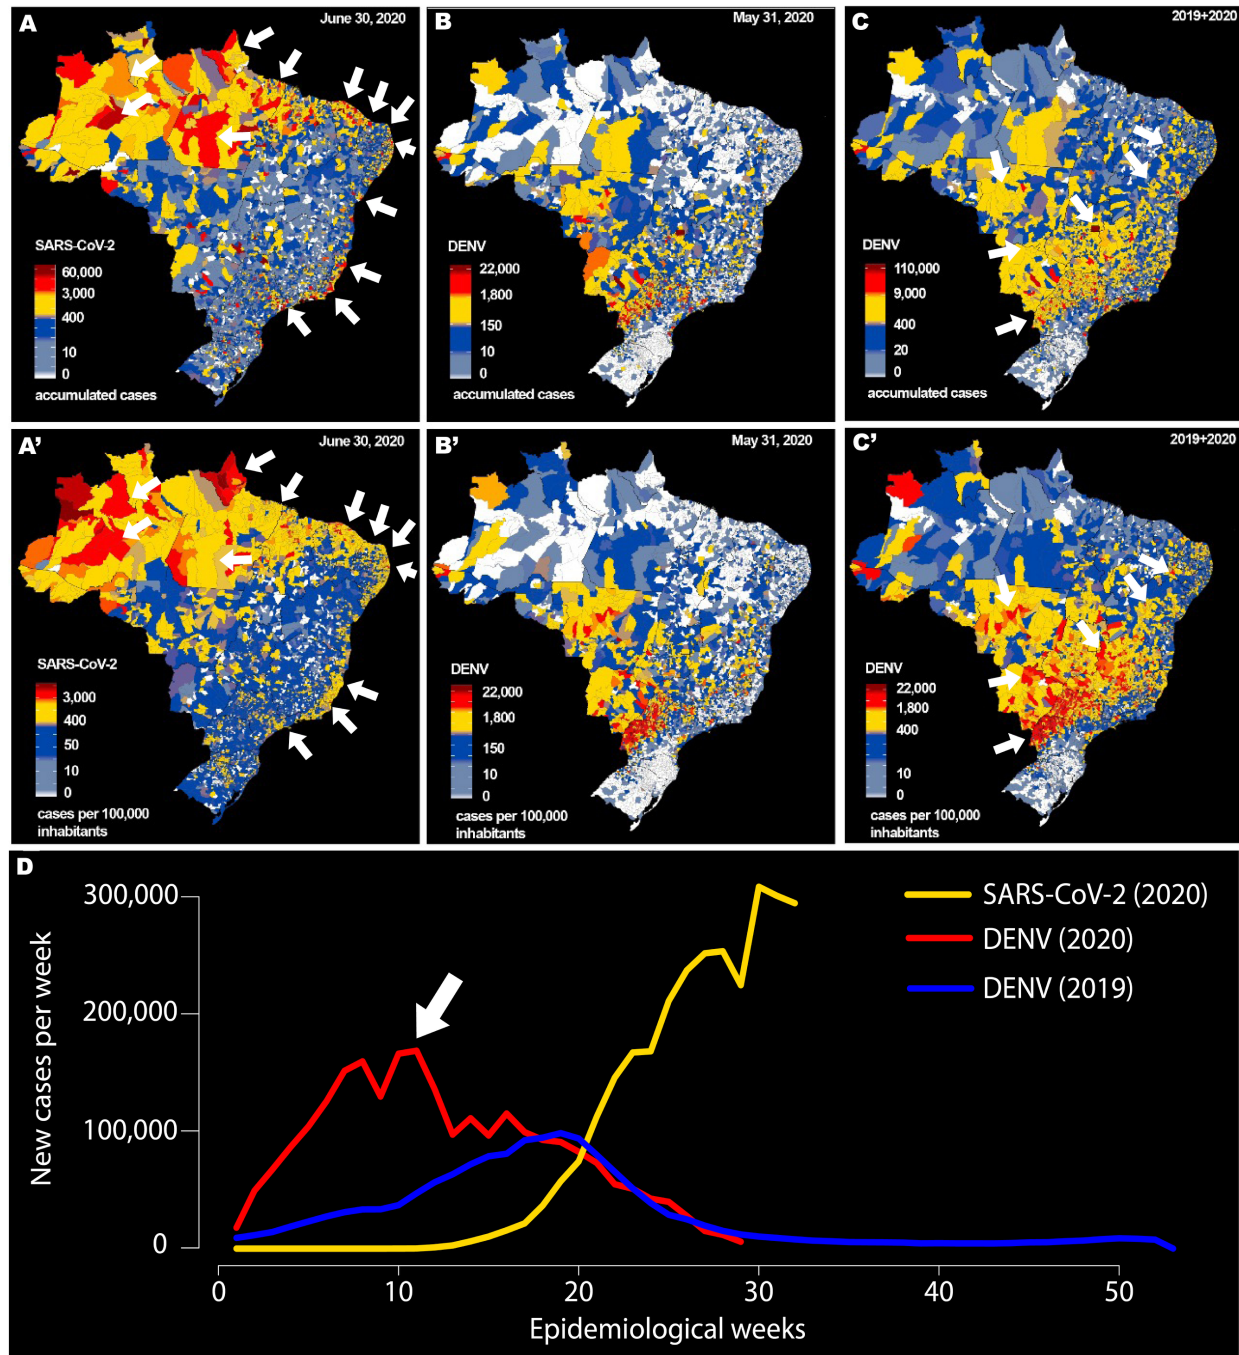 A
June 30, 2020
SARS-CoV-2
60,000
3,000
400
10
0
accumulated cases
B
May 31, 2020
DENV
22,000
1,800
150
10
0
accumulated cases
C
2019+2020
DENV
110,000
9,000
400
20
0
accumulated cases
A'
June 30, 2020
SARS-CoV-2
3,000
400
50
10
0
cases per 100,000
inhabitants
B'
May 31, 2020
DENV
22,000
1,800
150
10
0
cases per 100,000
inhabitants
C'
2019+2020
DENV
22,000
1,800
400
10
0
cases per 100,000
inhabitants
D
New cases per week
300,000
200,000
100,000
0
SARS-CoV-2 (2020)
DENV (2020)
DENV (2019)
0 10 20 30 40 50
Epidemiological weeks